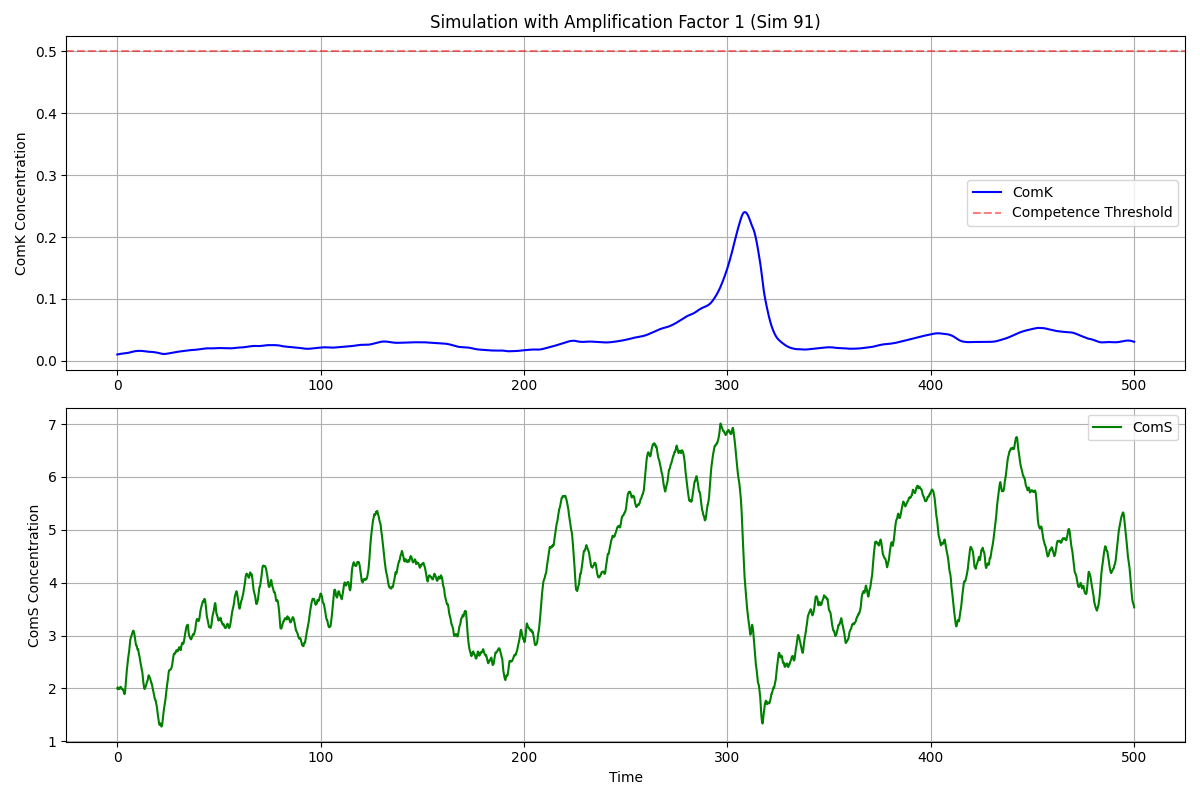 Simulation with Amplification Factor 1 (Sim 91)
ComK Concentration
0.5
0.4
0.3
0.2
0.1
0.0
ComK
Competence Threshold
0 100 200 300 400 500
ComS Concentration
7
6
5
4
3
2
1
ComS
0 100 200 300 400 500
Time